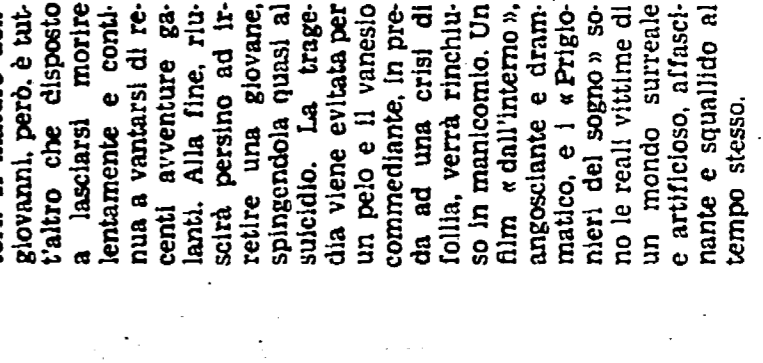 giovanni, però, è tut-
t'altro che disposto
a lasciarsi morire
lentamente e conti-
nua a vantarsi di re-
centi avventure ga-
lanti. Alla fine, riu-
scirà persino ad ir-
retire una giovane,
spingendola quasi al
suicidio. La trage-
dia viene evitata per
un pelo e il vanesio
commediante, in pre-
da ad una crisi di
follia, verrà rinchiu-
so in manicomio. Un
film « dall'interno »,
angosciante e dram-
matico, e i « Prigio-
nieri del sogno » so-
no le reali vittime di
un mondo surreale
e artificioso, affasci-
nante e squallido al
tempo stesso.